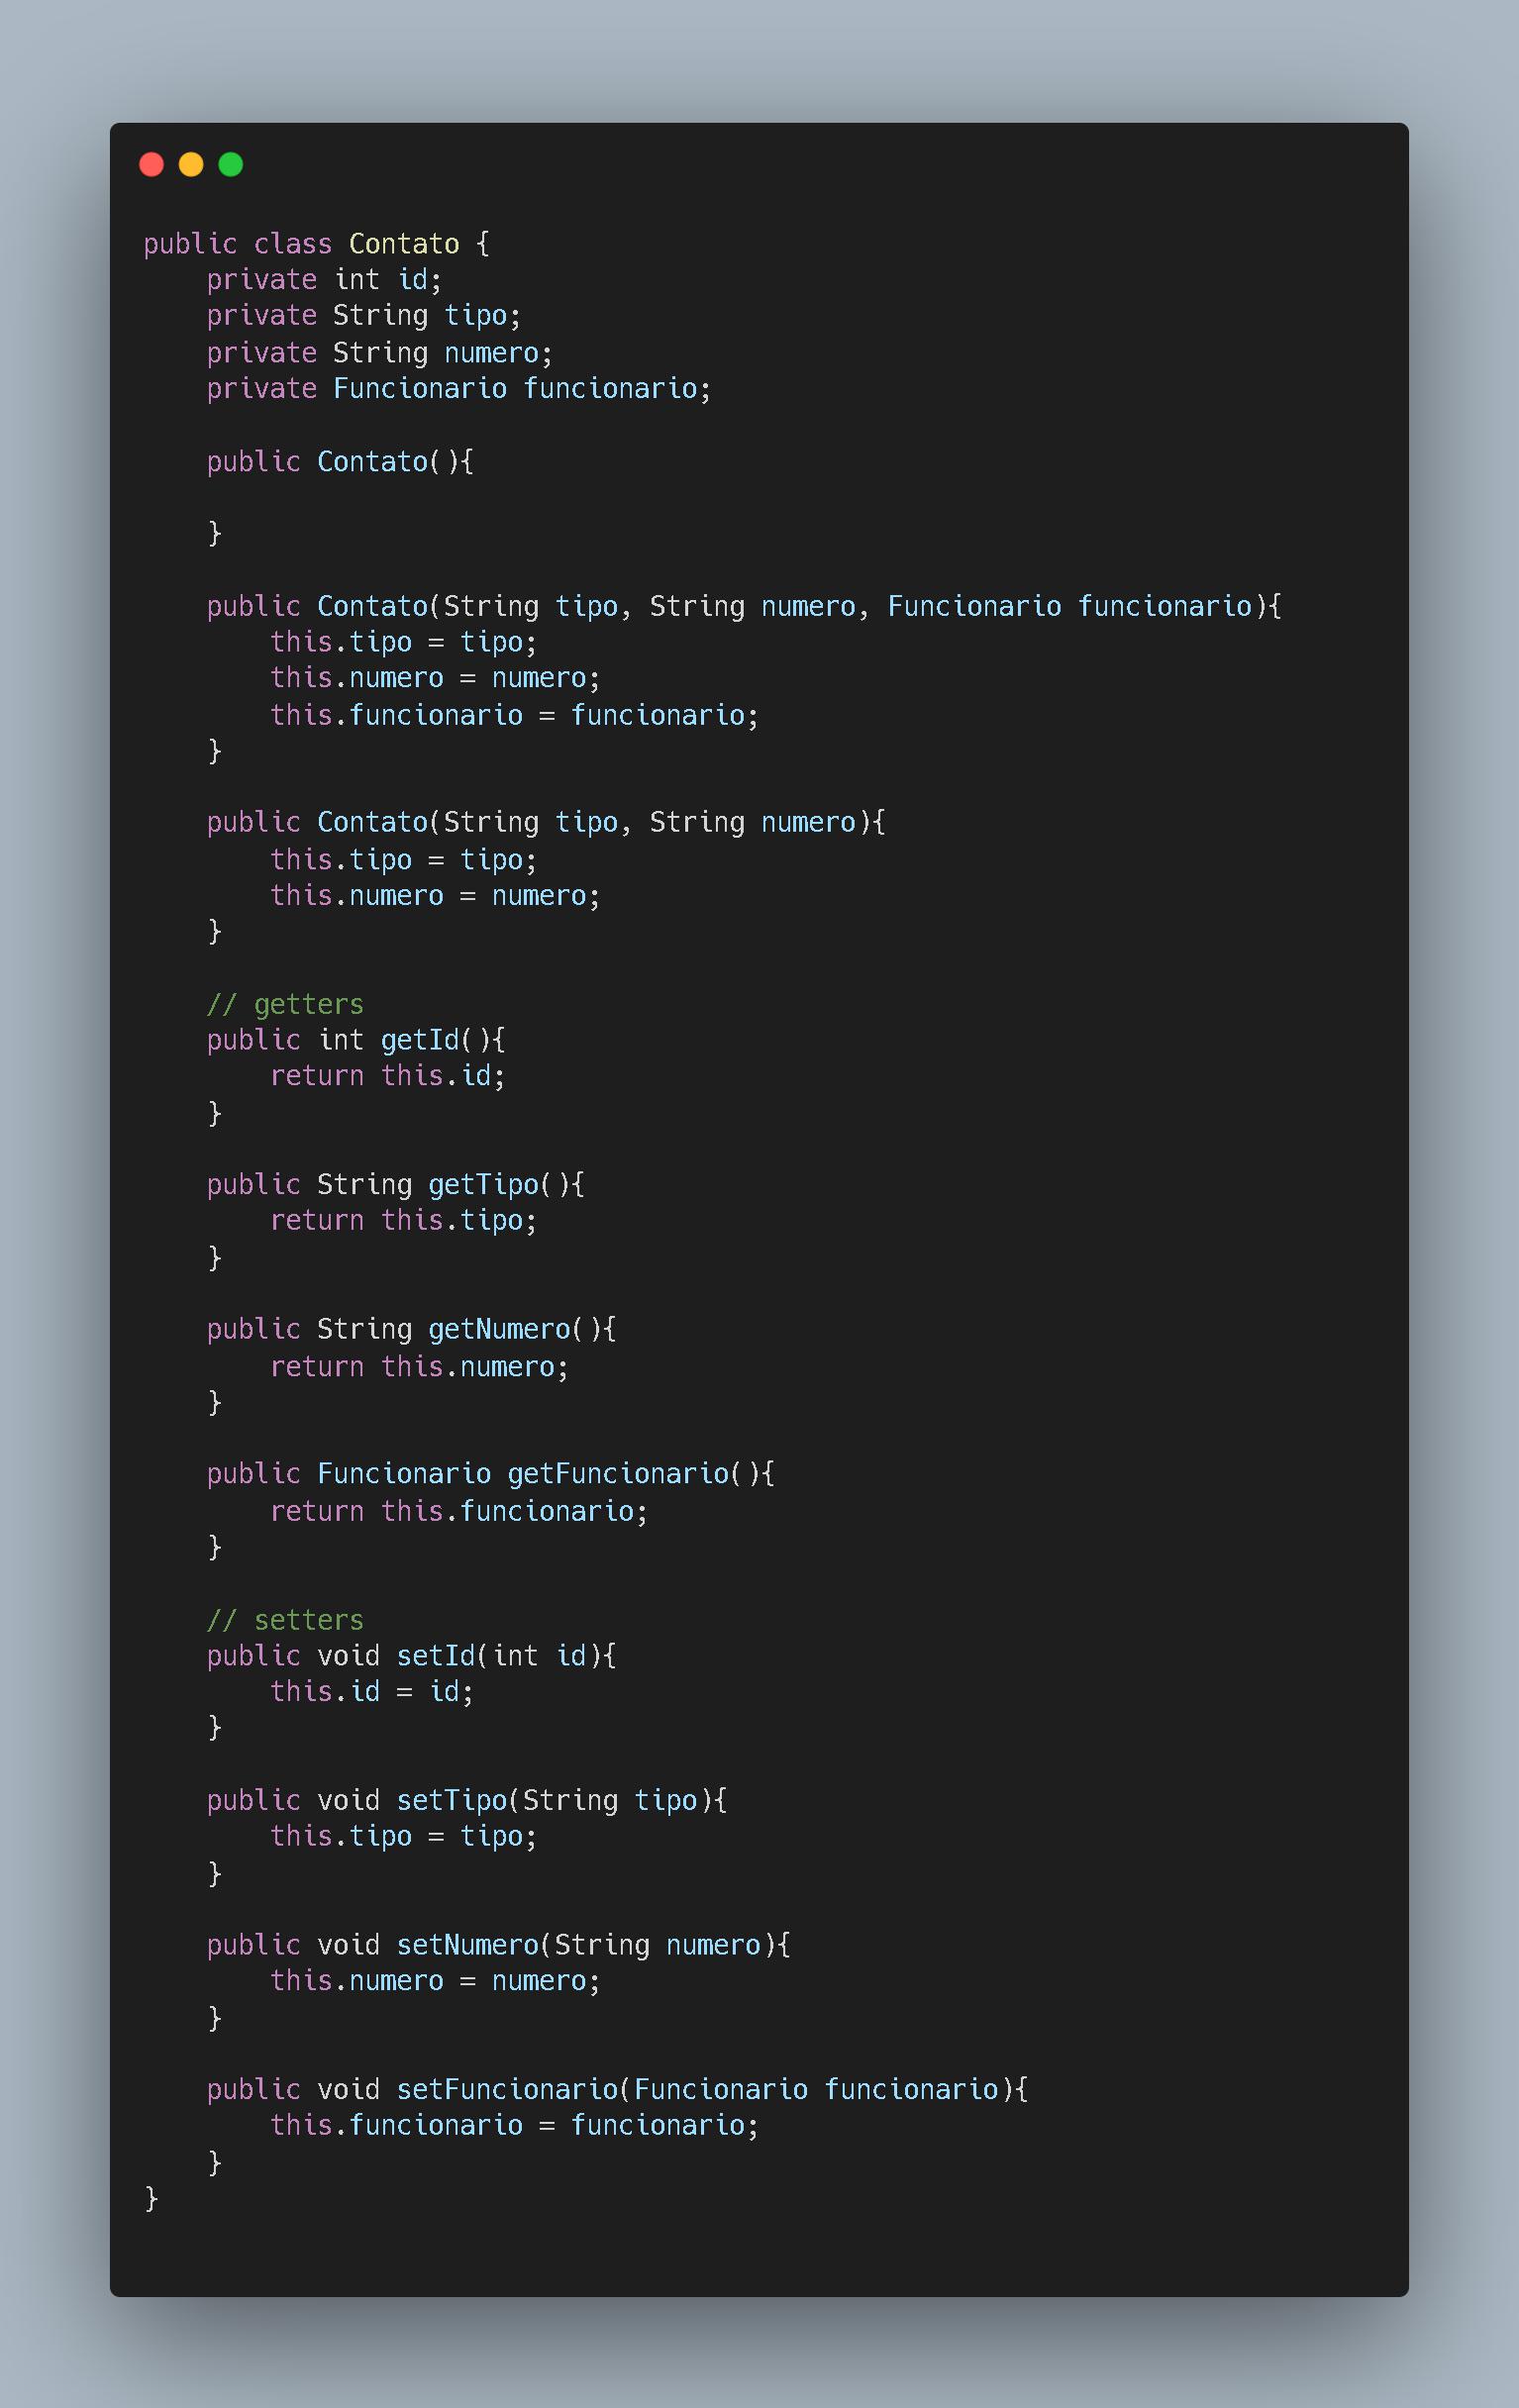 public class Contato {
    private int id;
    private String tipo;
    private String numero;
    private Funcionario funcionario;

    public Contato(){

    }

    public Contato(String tipo, String numero, Funcionario funcionario){
        this.tipo = tipo;
        this.numero = numero;
        this.funcionario = funcionario;
    }

    public Contato(String tipo, String numero){
        this.tipo = tipo;
        this.numero = numero;
    }

    // getters
    public int getId(){
        return this.id;
    }

    public String getTipo(){
        return this.tipo;
    }

    public String getNumero(){
        return this.numero;
    }

    public Funcionario getFuncionario(){
        return this.funcionario;
    }

    // setters
    public void setId(int id){
        this.id = id;
    }

    public void setTipo(String tipo){
        this.tipo = tipo;
    }

    public void setNumero(String numero){
        this.numero = numero;
    }

    public void setFuncionario(Funcionario funcionario){
        this.funcionario = funcionario;
    }
}